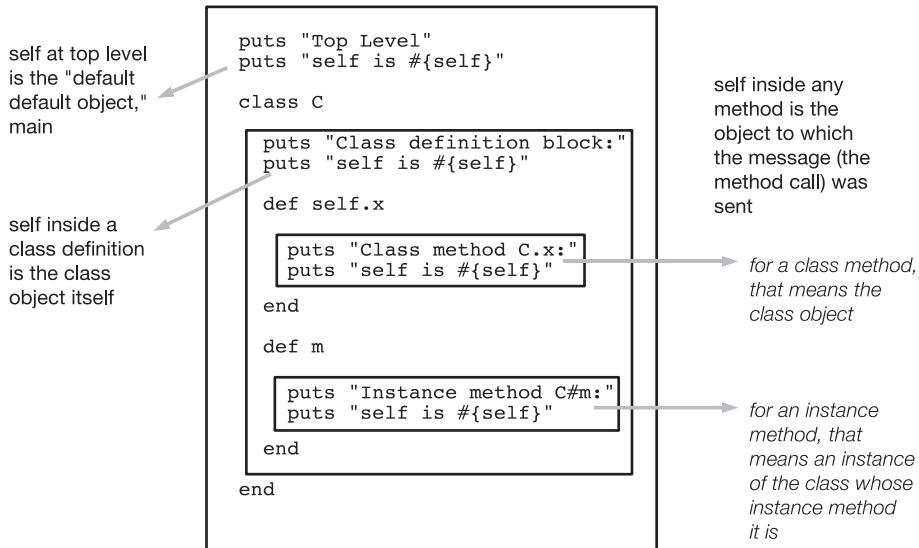 self at top level
is the "default
default object,"
main
self inside a
class definition
is the class
object itself
puts "Top Level"
puts "self is #{self}"
class C
puts "Class definition block:"
puts "self is #{self}"
def self.x
puts "Class method C.x:"
puts "self is #{self}"
end
def m
puts "Instance method C#m:"
puts "self is #{self}"
end
end
self inside any
method is the
object to which
the message (the
method call) was
sent
for a class method,
that means the
class object
for an instance
method, that
means an instance
of the class whose
instance method
it is